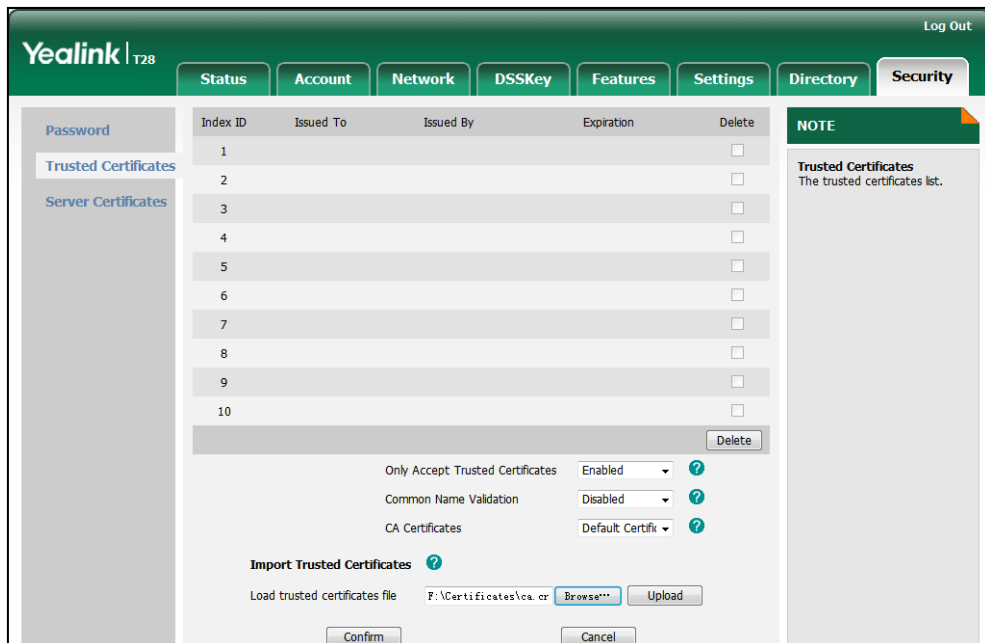 Log Out
Yealink T28
Status Account Network DSSKey Features Settings Directory Security
Password
Trusted Certificates
Server Certificates
Index ID Issued To Issued By Expiration Delete
1
2
3
4
5
6
7
8
9
10
Delete
Only Accept Trusted Certificates Enabled ?
Common Name Validation Disabled ?
CA Certificates Default Certific ?
Import Trusted Certificates ?
Load trusted certificates file F:\Certificates\ca.cr Browse... Upload
Confirm Cancel
NOTE
Trusted Certificates
The trusted certificates list.